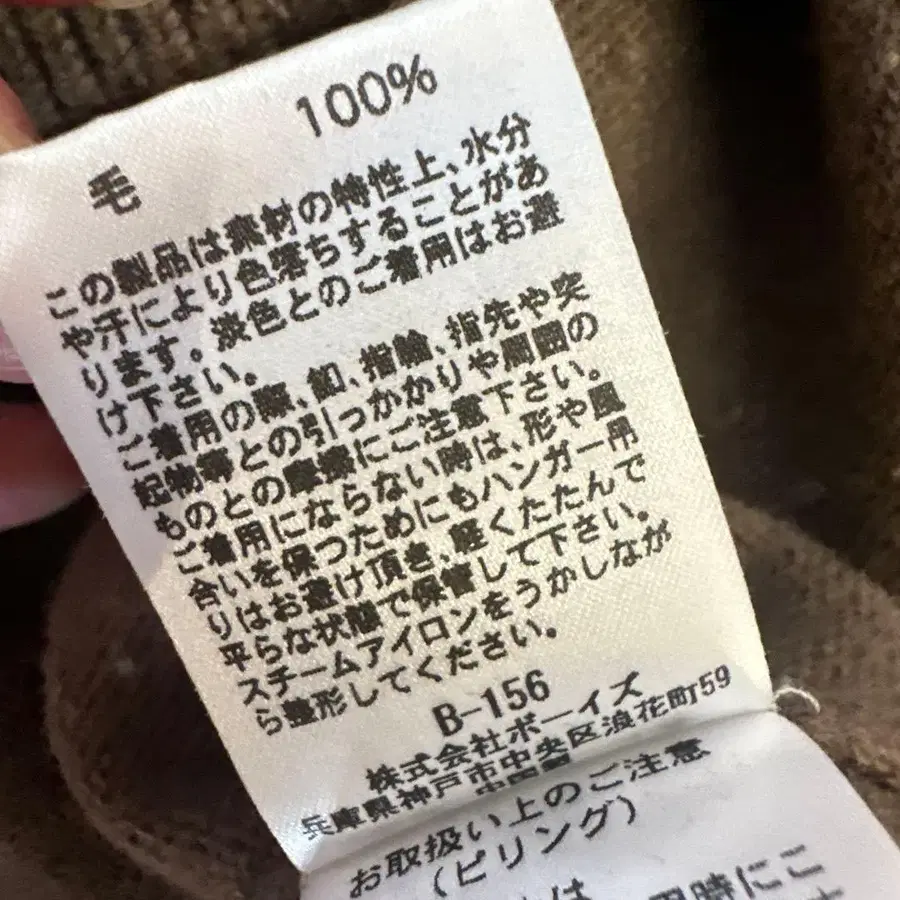 毛 100%
この製品は素材の特性上、水分
や汗により色落ちすることがあ
ります。淡色とのご着用はお避
け下さい。
ご着用の際、釦、指輪、指先や突
起物等との引っかかりや周囲の
ものとの摩擦にご注意下さい。
ご着用にならない時は、形や風
合いを保つためにもハンガー用
りはお避け頂き、軽くたたんで
平らな状態で保管して下さい。
スチームアイロンをうかしなが
ら整形してください。
B-156
株式会社ボーイズ
兵庫県神戸市中央区浪花町59
中国製
お取扱い上のご注意
(ピリング)
同時にこ